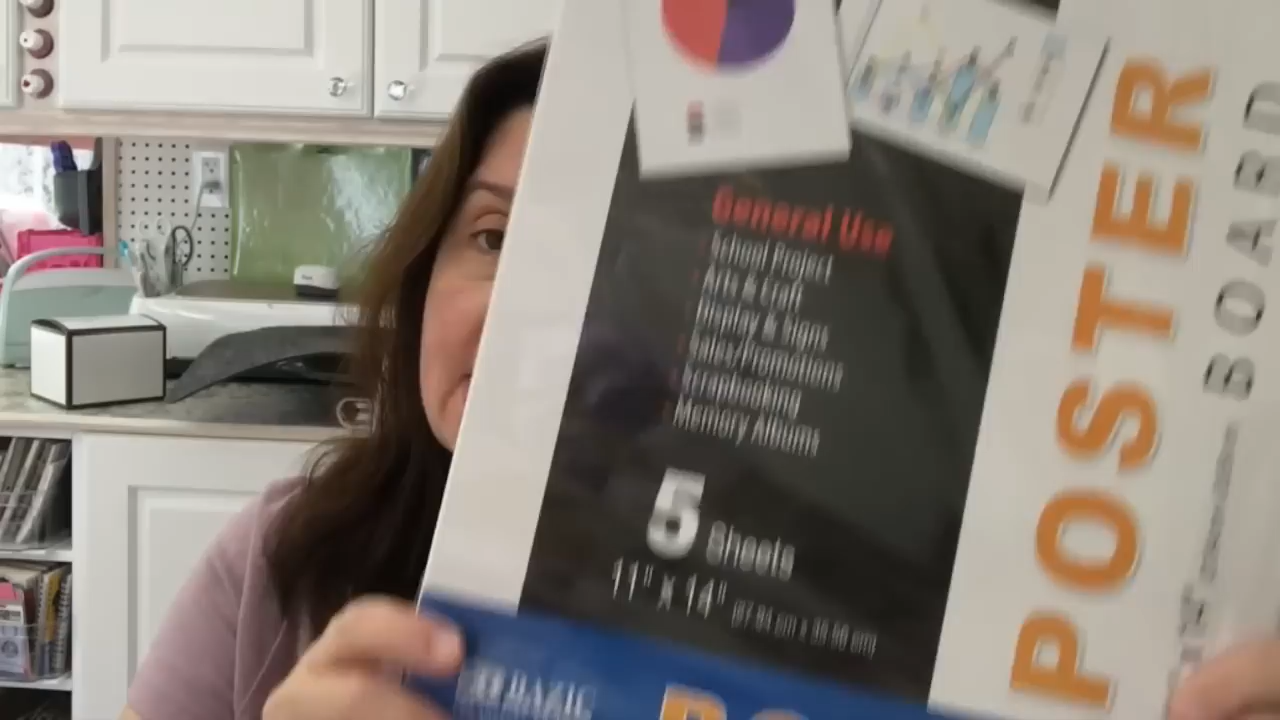 General Use
School Project
Arts & Craft
Display & Signs
Sales/Promotions
Scrapbooking
Memory Albums
5 Sheets
11" x 14"
BAZIC
POSTER
BOARD